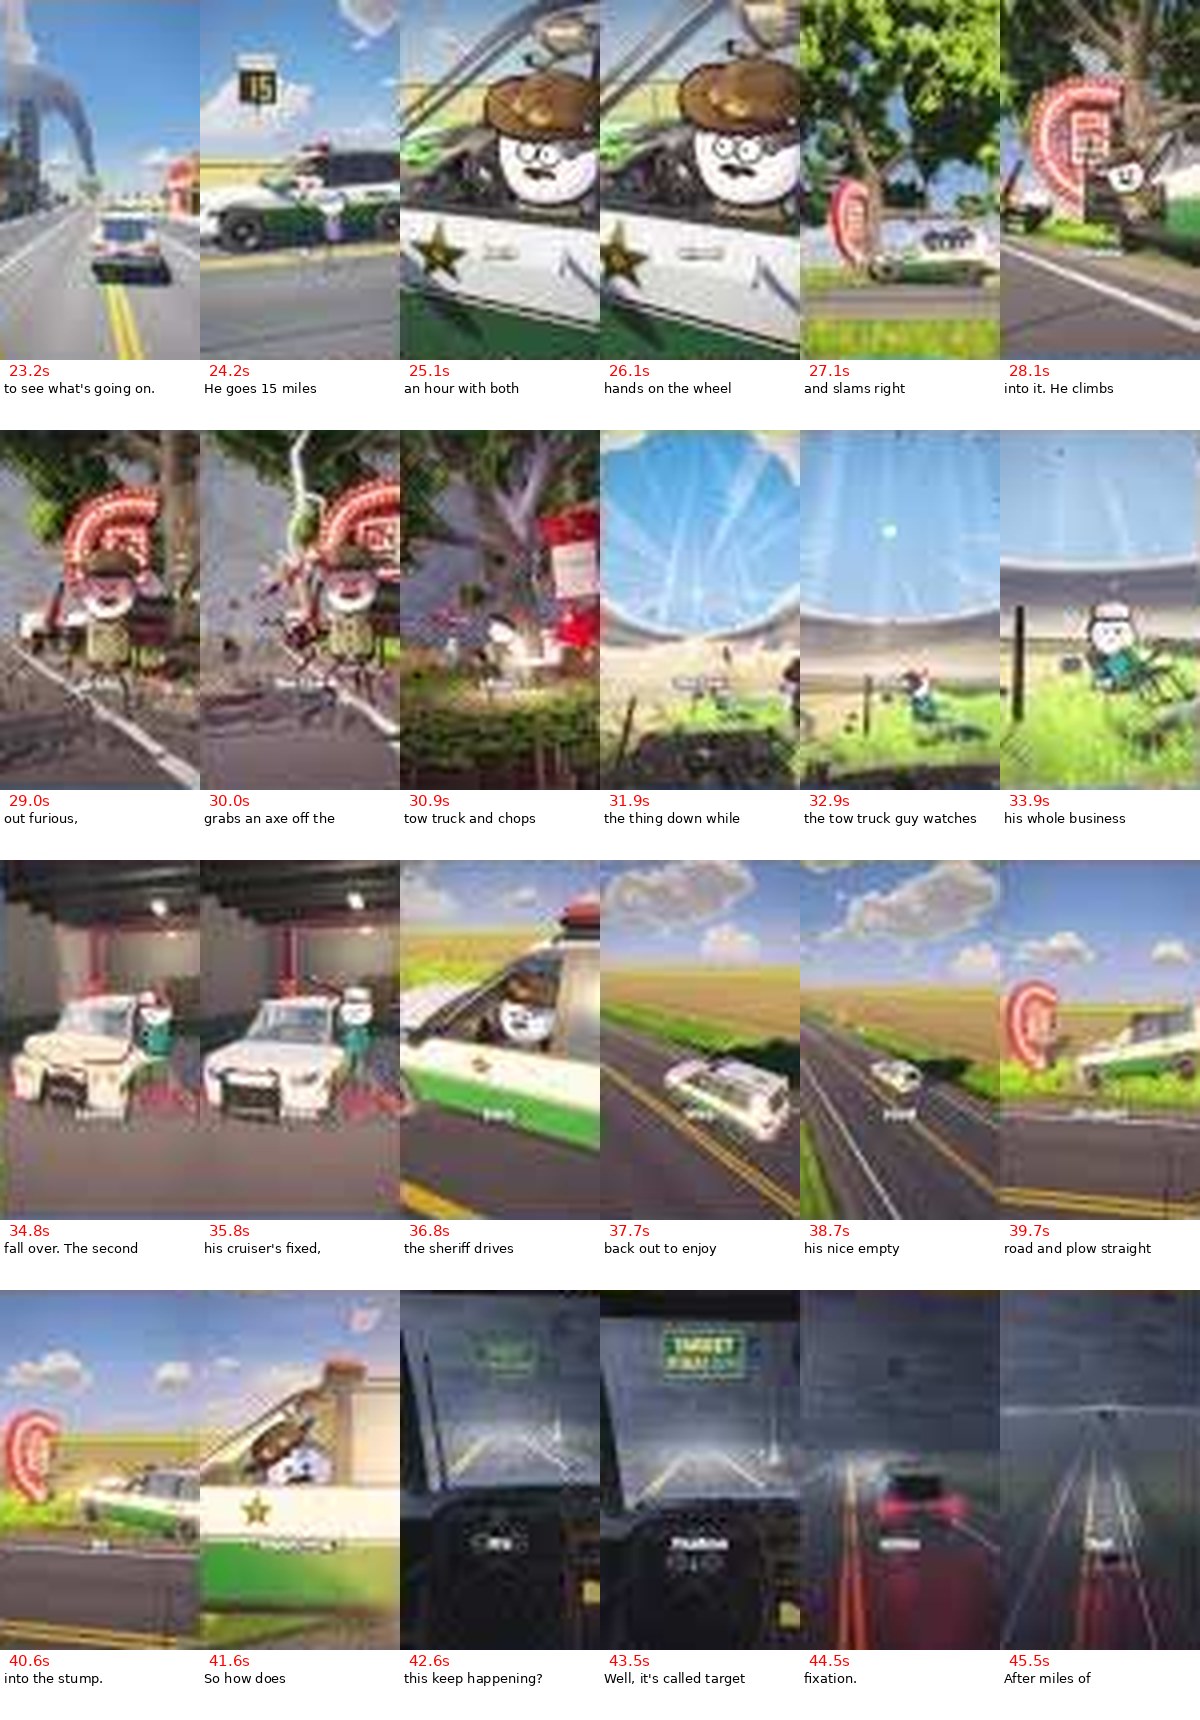 15
23.2s
to see what's going on.
24.2s
He goes 15 miles
25.1s
an hour with both
26.1s
hands on the wheel
27.1s
and slams right
28.1s
into it. He climbs
29.0s
out furious,
30.0s
grabs an axe off the
30.9s
tow truck and chops
31.9s
the thing down while
32.9s
the tow truck guy watches
33.9s
his whole business
34.8s
fall over. The second
35.8s
his cruiser's fixed,
36.8s
the sheriff drives
37.7s
back out to enjoy
38.7s
his nice empty
39.7s
road and plow straight
TARGET
40.6s
into the stump.
41.6s
So how does
42.6s
this keep happening?
43.5s
Well, it's called target
44.5s
fixation.
45.5s
After miles of